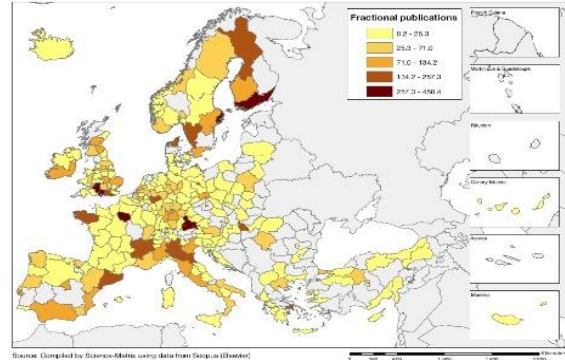 Fractional publications
0.2 - 25.3
25.3 - 71.0
71.0 - 134.2
134.2 - 257.3
257.3 - 458.4
French Guiana
Martinique & Guadeloupe
Réunion
Canary Islands
Azores
Madeira
Source: Compiled by Science-Metrix using data from Scopus (Elsevier)